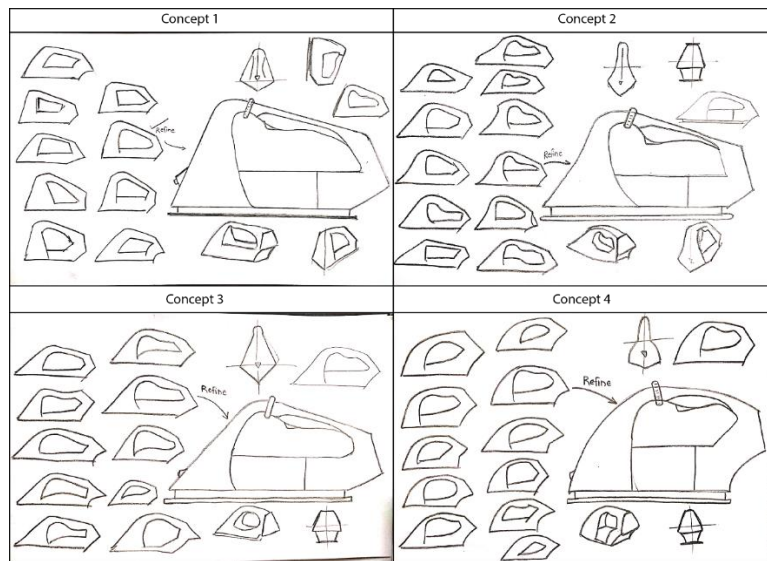 Concept 1
Concept 2
Refine
Refine
Concept 3
Concept 4
Refine
Refine